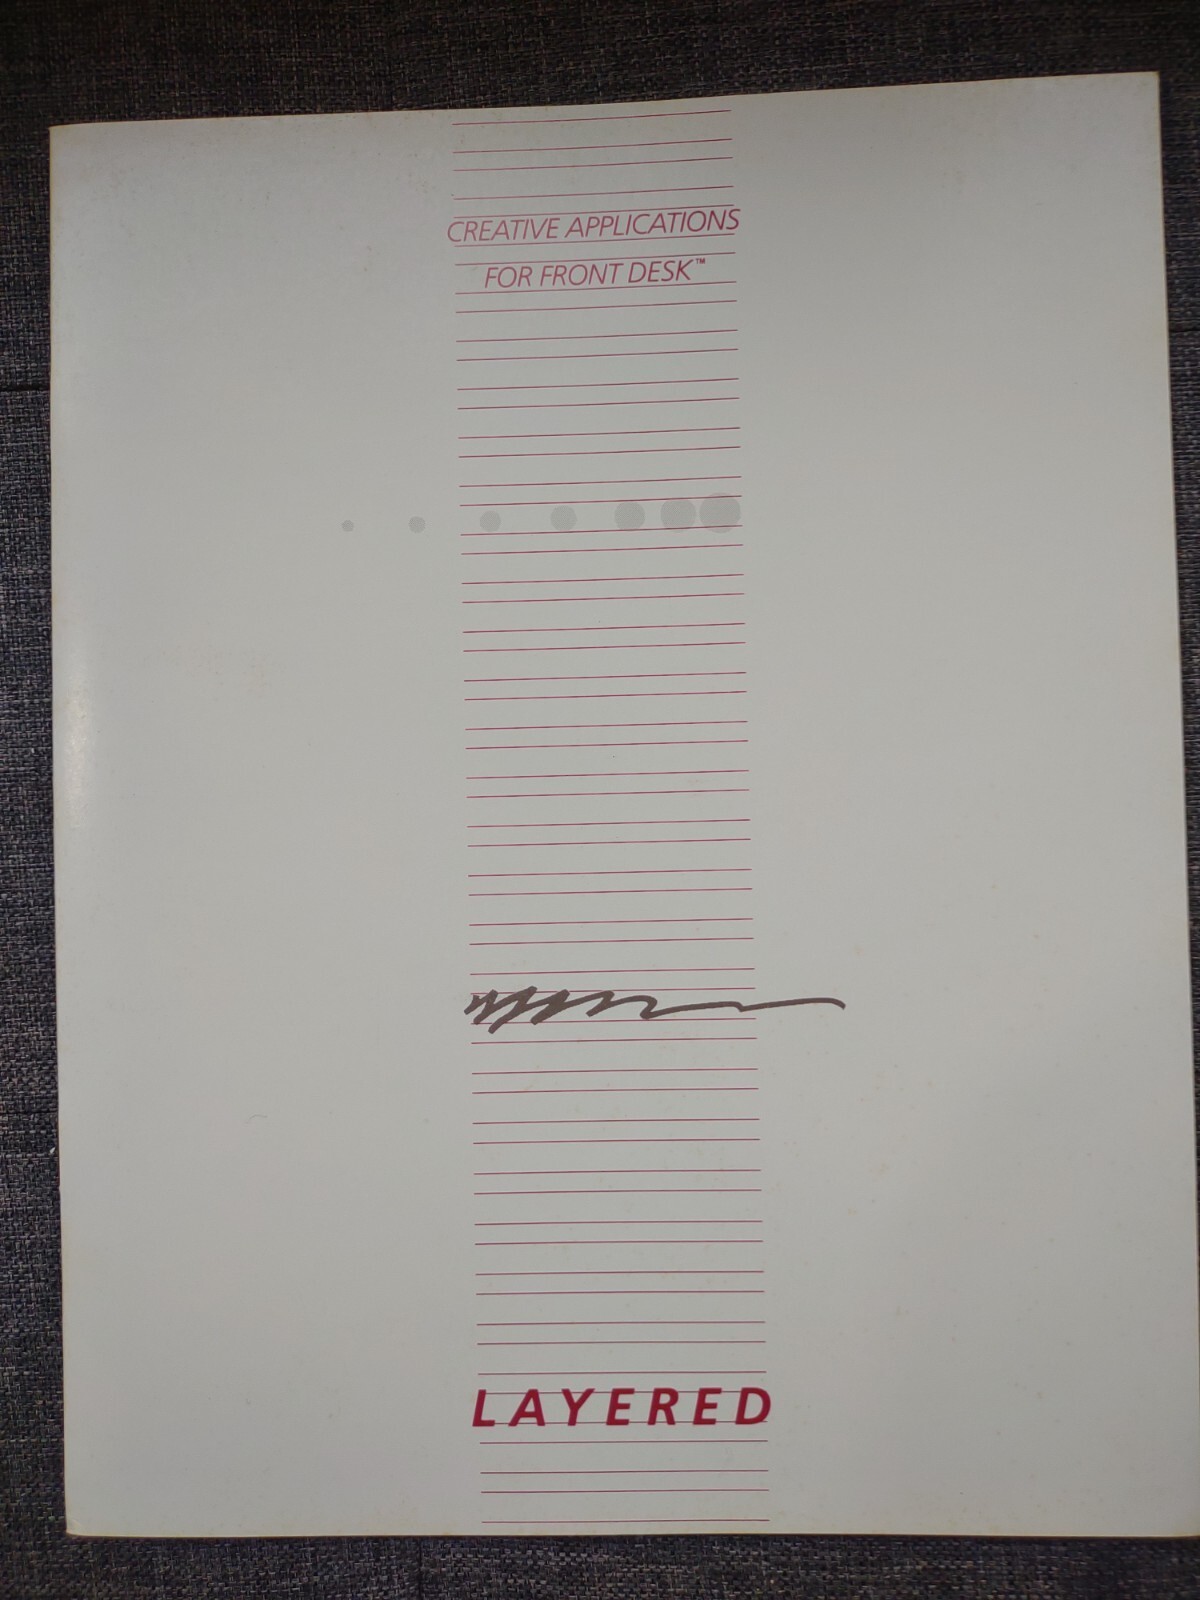 CREATIVE APPLICATIONS
FOR FRONT DESK™
LAYERED